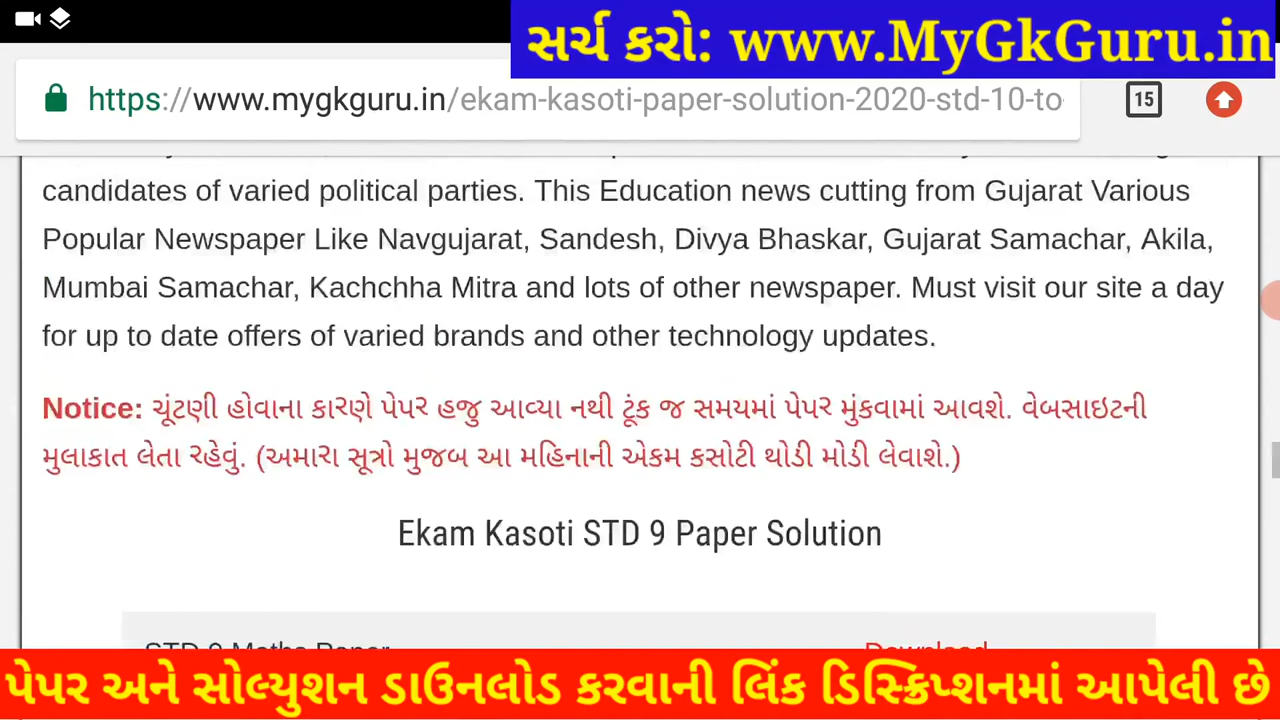 સર્ચ કરો: www.MyGkGuru.in
https://www.mygkguru.in/ekam-kasoti-paper-solution-2020-std-10-to-
15
candidates of varied political parties. This Education news cutting from Gujarat Various
Popular Newspaper Like Navgujarat, Sandesh, Divya Bhaskar, Gujarat Samachar, Akila,
Mumbai Samachar, Kachchha Mitra and lots of other newspaper. Must visit our site a day
for up to date offers of varied brands and other technology updates.
Notice: ચૂંટણી હોવાના કારણે પેપર હજુ આવ્યા નથી ટૂંક જ સમયમાં પેપર મુંકવામાં આવશે. વેબસાઇટની
મુલાકાત લેતા રહેવું. (અમારા સૂત્રો મુજબ આ મહિનાની એકમ કસોટી થોડી મોડી લેવાશે.)
Ekam Kasoti STD 9 Paper Solution
STD 9 Maths Paper Download
પેપર અને સોલ્યુશન ડાઉનલોડ કરવાની લિંક ડિસ્ક્રિપ્શનમાં આપેલી છે